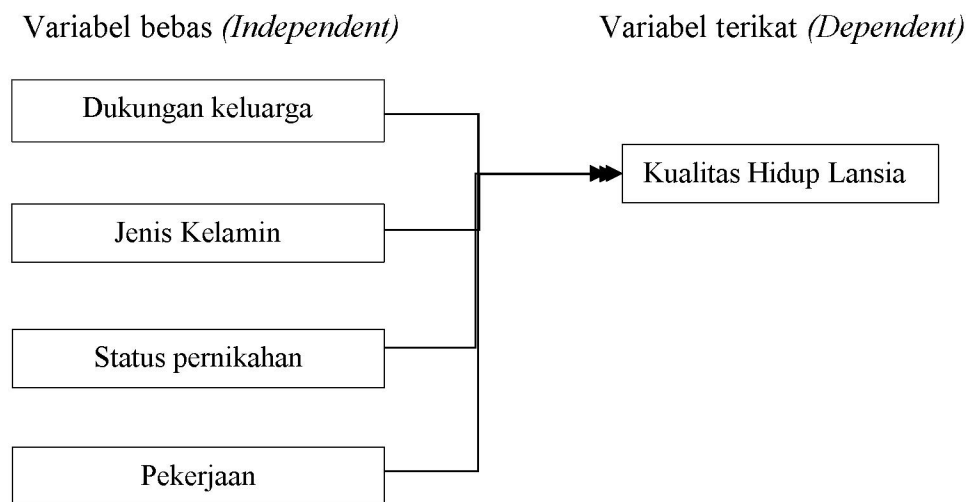 Variabel bebas (Independent)
Variabel terikat (Dependent)
Dukungan keluarga
Kualitas Hidup Lansia
Jenis Kelamin
Status pernikahan
Pekerjaan